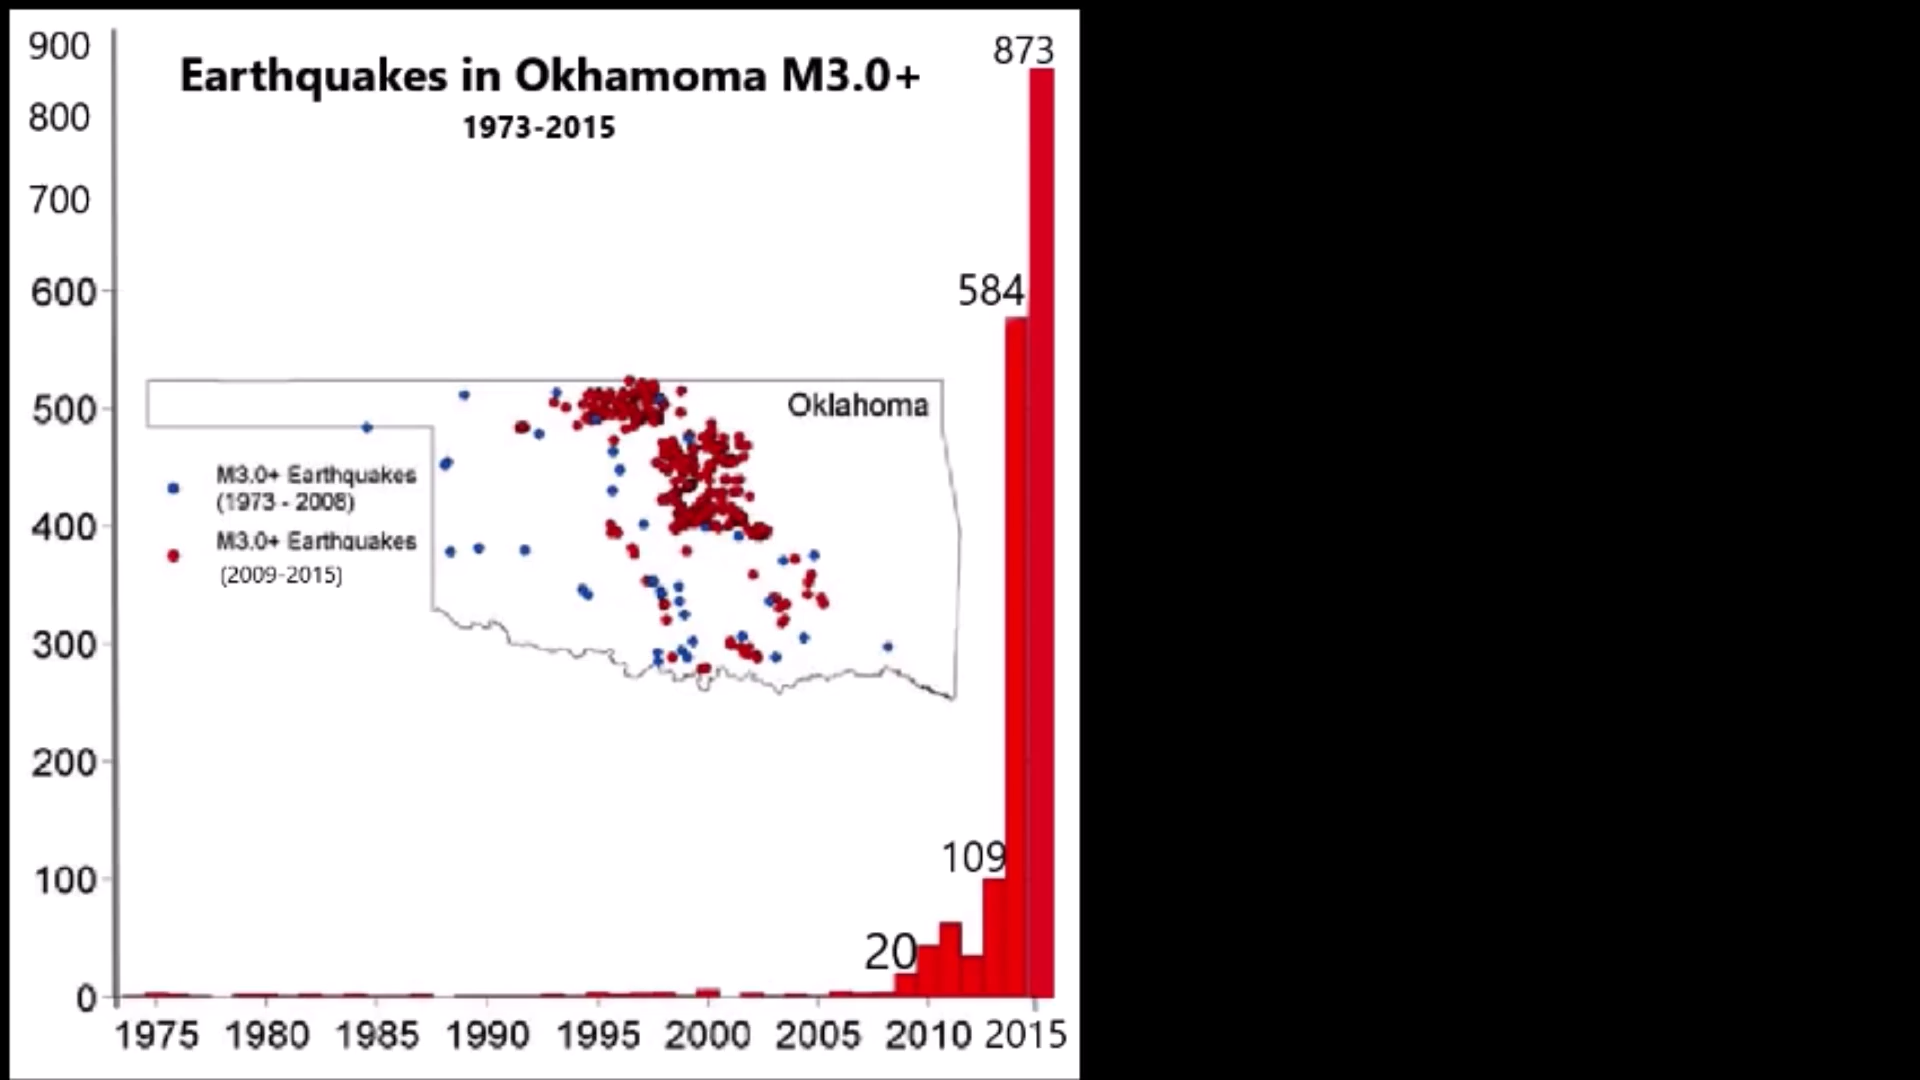 900
873
Earthquakes in Okhamoma M3.0+
800
1973-2015
700
600
584
500
Oklahoma
M3.0+ Earthquakes
(1973 - 2008)
400
M3.0+ Earthquakes
(2009-2015)
300
200
109
100
20
0
1975 1980 1985 1990 1995 2000 2005 2010 2015